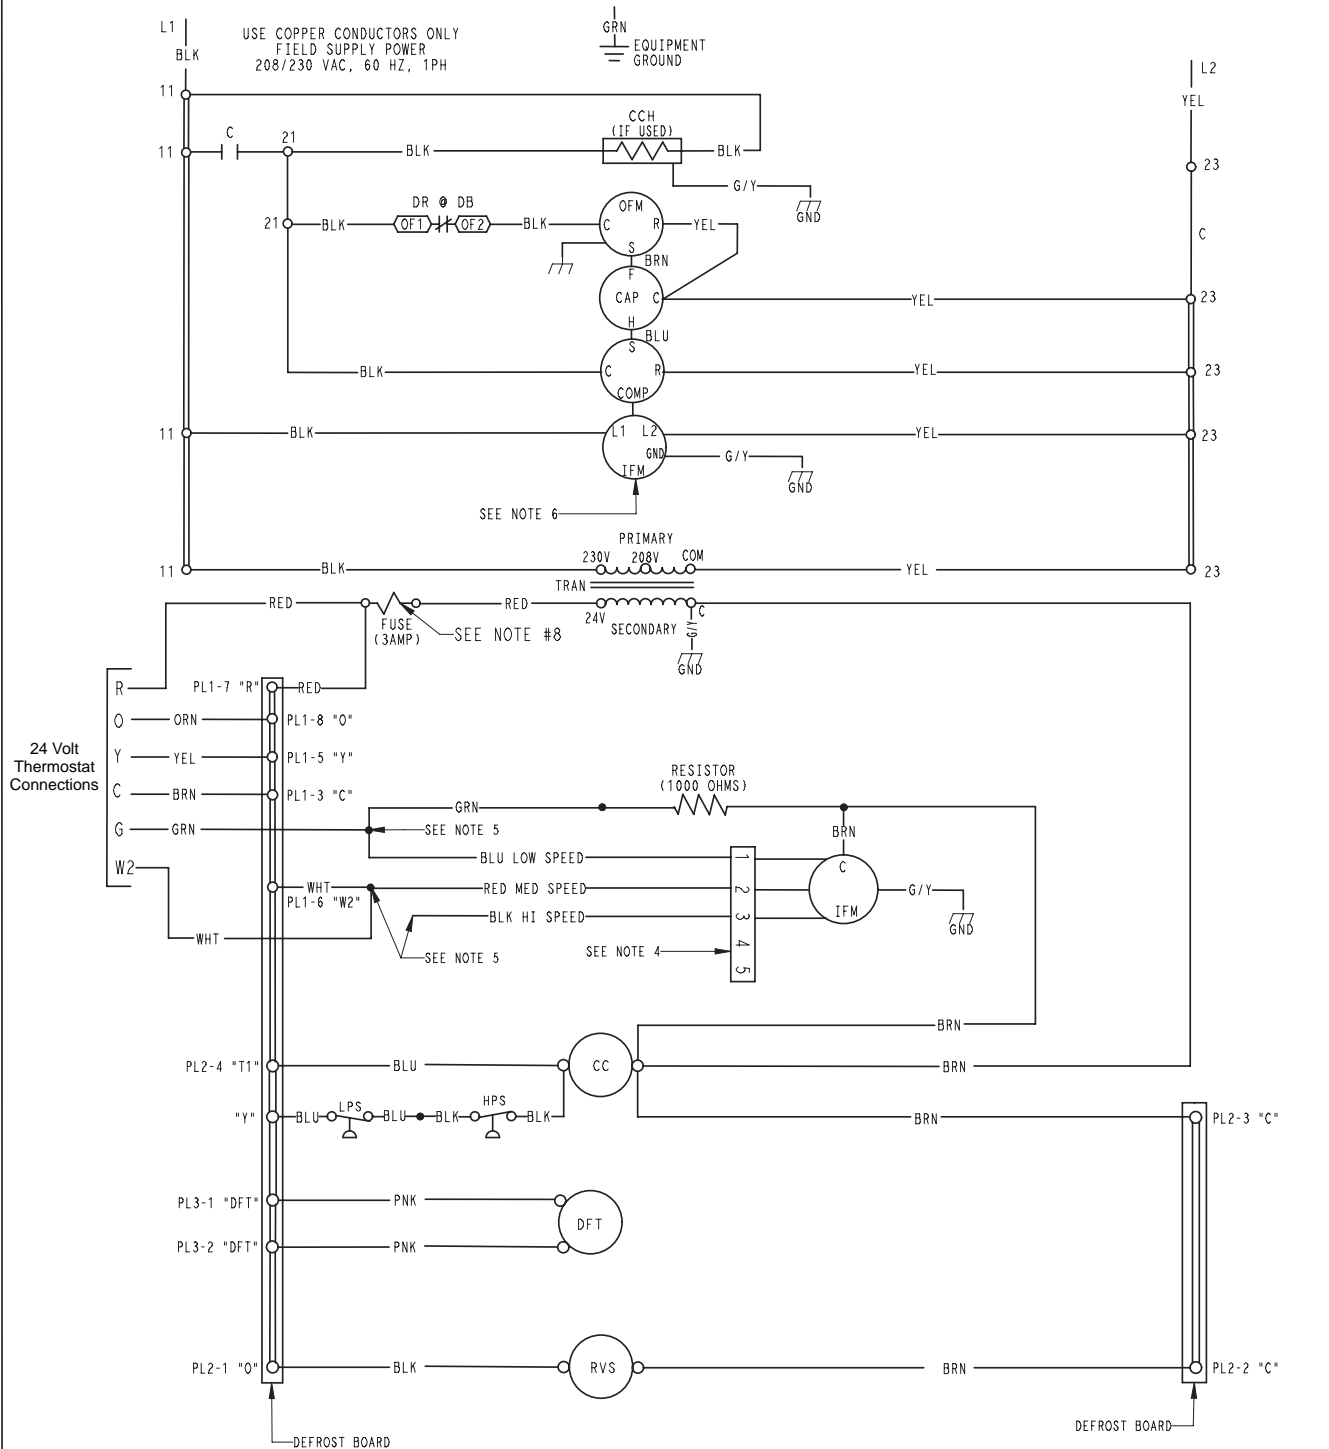 L1
BLK
USE COPPER CONDUCTORS ONLY
FIELD SUPPLY POWER
208/230 VAC, 60 HZ, 1PH
GRN
EQUIPMENT
GROUND
L2
YEL
11
CCH
(IF USED)
11
C
21
BLK
BLK
23
G/Y
GND
DR @ DB
21
BLK
OF1
OF2
BLK
OFM
C
R
S
YEL
C
BRN
F
CAP
C
H
YEL
23
BLU
S
BLK
C
R
COMP
YEL
23
11
BLK
L1
L2
GND
IFM
YEL
23
G/Y
GND
SEE NOTE 6
PRIMARY
230V
208V
COM
11
BLK
YEL
23
TRAN
RED
RED
24V
SECONDARY
C
G/Y
GND
FUSE
(3AMP)
SEE NOTE #8
R
PL1-7 "R"
RED
O
ORN
PL1-8 "O"
24 Volt
Thermostat
Connections
Y
YEL
PL1-5 "Y"
C
BRN
PL1-3 "C"
RESISTOR
(1000 OHMS)
GRN
G
GRN
SEE NOTE 5
BRN
BLU LOW SPEED
1
C
W2
WHT
PL1-6 "W2"
RED MED SPEED
2
IFM
G/Y
GND
BLK HI SPEED
3
WHT
SEE NOTE 5
SEE NOTE 4
4
5
BRN
PL2-4 "T1"
BLU
CC
BRN
"Y"
BLU
LPS
BLU
BLK
HPS
BLK
BRN
PL2-3 "C"
PL3-1 "DFT"
PNK
DFT
PL3-2 "DFT"
PNK
PL2-1 "O"
BLK
RVS
BRN
PL2-2 "C"
DEFROST BOARD
DEFROST BOARD